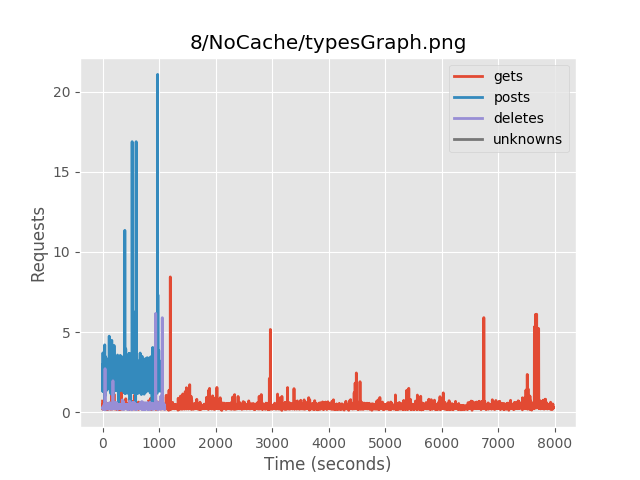 8/NoCache/typesGraph.png
gets
posts
deletes
unknowns
20
15
10
5
0
Requests
0 1000 2000 3000 4000 5000 6000 7000 8000
Time (seconds)